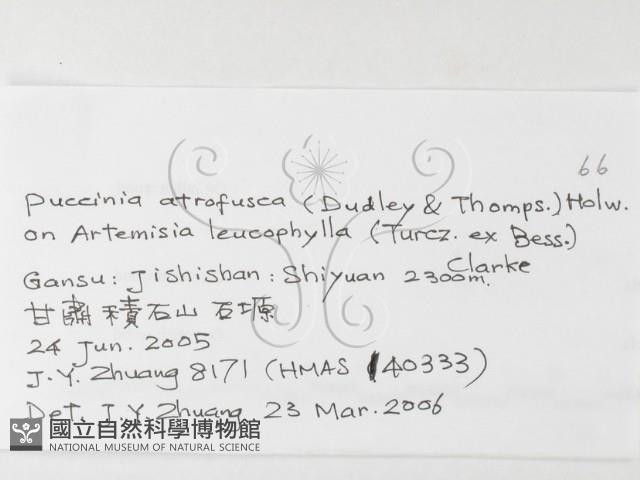 66
Puccinia atrofusca (Dudley & Thomps.) Holw.
on Artemisia leucophylla (Turcz. ex Bess.)
Clarke
Gansu: Jishishan: Shiyuan 2300m.
甘肅 積石山 石塬
24 Jun. 2005
J.Y. Zhuang 8171 (HMAS 140333)
Det. J.Y. Zhuang 23 Mar. 2006
國立自然科學博物館
NATIONAL MUSEUM OF NATURAL SCIENCE